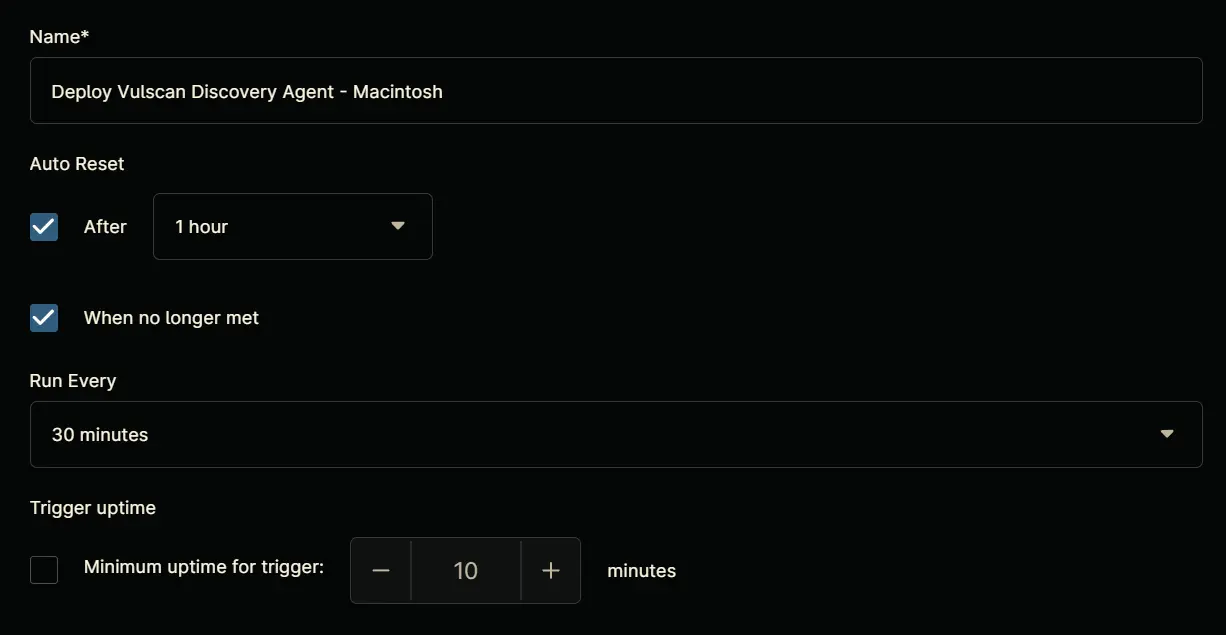 Name*
Deploy Vulscan Discovery Agent - Macintosh
Auto Reset
After 1 hour
When no longer met
Run Every
30 minutes
Trigger uptime
Minimum uptime for trigger: − 10 + minutes